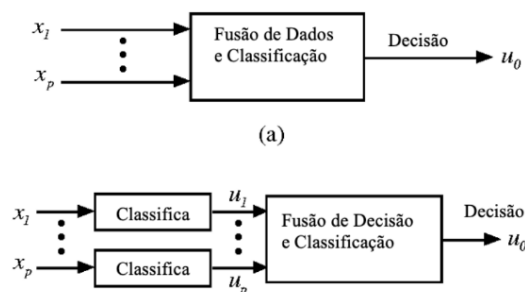 x1
Fusão de Dados
e Classificação
Decisão
u0
xp
(a)
x1
Classifica
u1
Fusão de Decisão
e Classificação
Decisão
u0
xp
Classifica
up